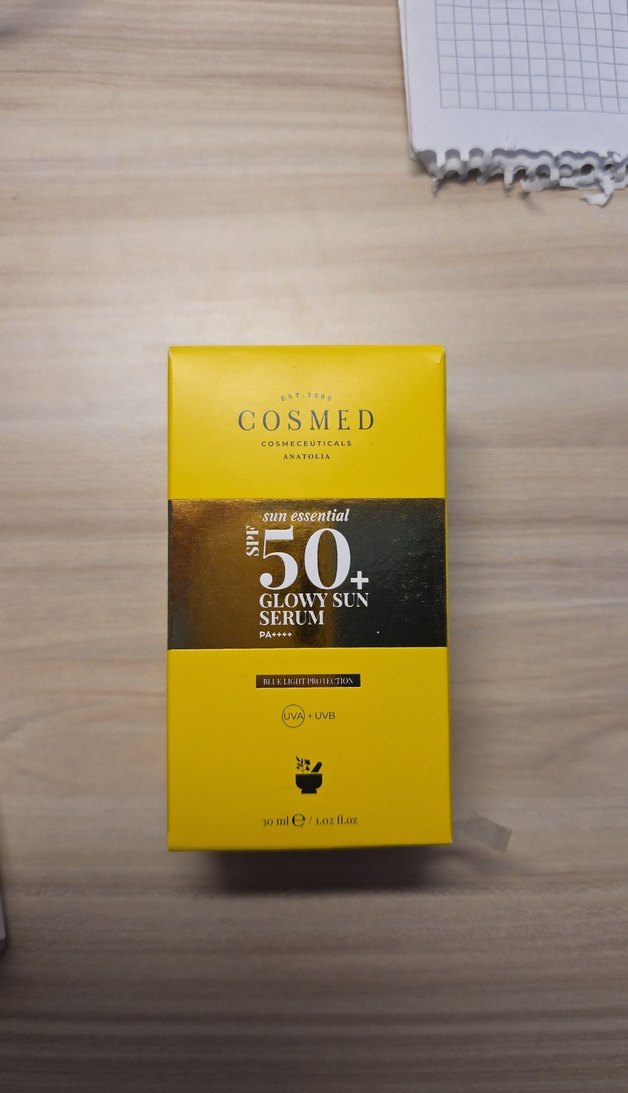 EST. 2009
COSMED
COSMECEUTICALS
ANATOLIA
sun essential
SPF
50+
GLOWY SUN
SERUM
PA++++
BLUE LIGHT PROTECTION
UVA + UVB
30 ml ℮ / 1.02 fl.oz